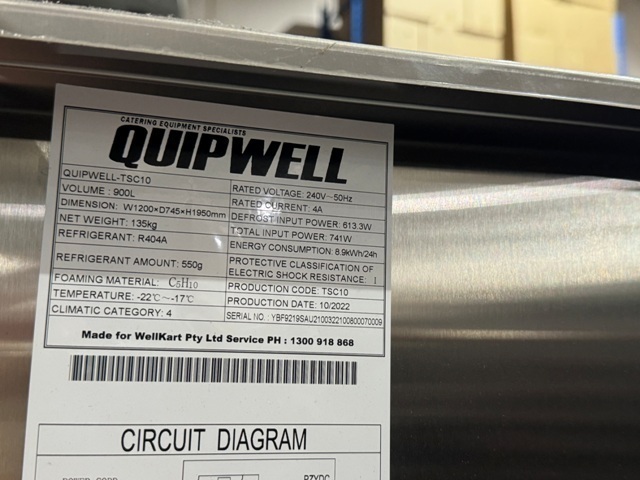 CATERING EQUIPMENT SPECIALISTS
QUIPWELL
QUIPWELL-TSC10
VOLUME : 900L
DIMENSION: W1200×D745×H1950mm
NET WEIGHT: 135kg
REFRIGERANT: R404A
REFRIGERANT AMOUNT: 550g
FOAMING MATERIAL: C5H10
TEMPERATURE: -22℃~-17℃
CLIMATIC CATEGORY: 4
RATED VOLTAGE: 240V~50Hz
RATED CURRENT: 4A
DEFROST INPUT POWER: 613.3W
TOTAL INPUT POWER: 741W
ENERGY CONSUMPTION: 8.9kWh/24h
PROTECTIVE CLASSIFICATION OF
ELECTRIC SHOCK RESISTANCE: I
PRODUCTION CODE: TSC10
PRODUCTION DATE: 10/2022
SERIAL NO. : YBF9219SAU2100322100800070009
Made for WellKart Pty Ltd Service PH : 1300 918 868
CIRCUIT DIAGRAM